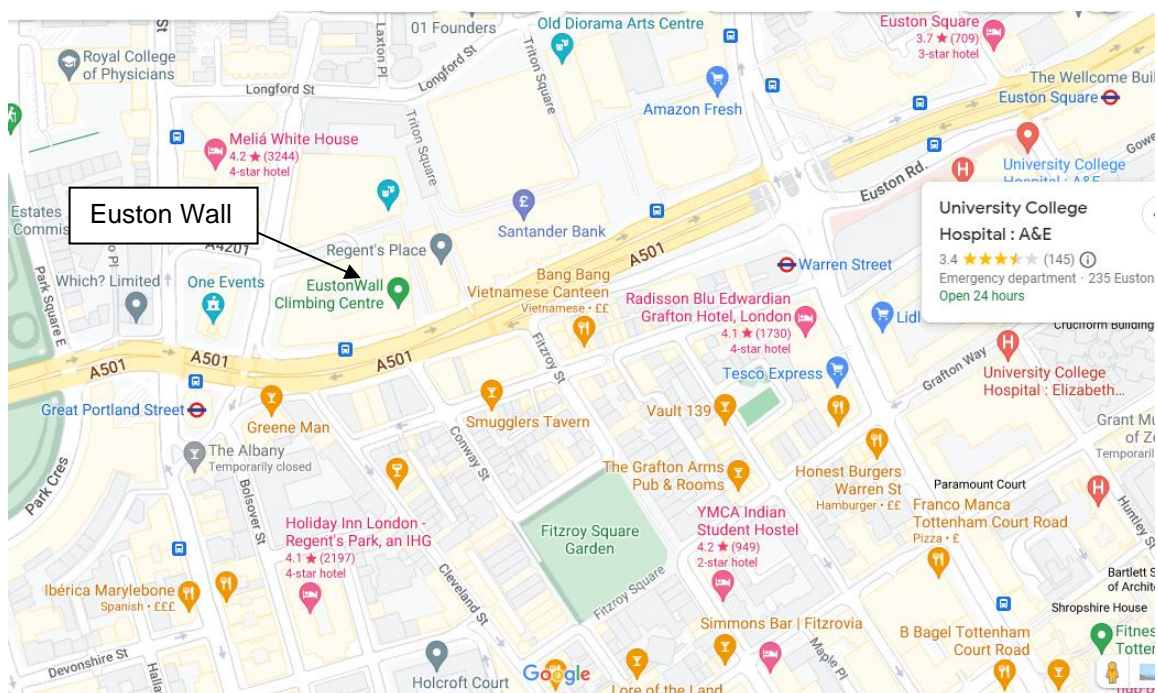 01 Founders
Old Diorama Arts Centre
Euston Square
3.7 ★ (709)
3-star hotel
Royal College
of Physicians
Laxton Pl
Longford St
Longford St
Triton Square
Triton Square
Amazon Fresh
The Wellcome Buil
Euston Square
Meliá White House
4.2 ★ (3244)
4-star hotel
University College
Hospital : A&E
Gowe
Euston Rd.
Euston Wall
Estates
Commis
A4201
Santander Bank
£
Regent's Place
A501
University College
Hospital : A&E
3.4 ★★★★★ (145)
Emergency department · 235 Euston
Open 24 hours
Which? Limited
One Events
EustonWall
Climbing Centre
Bang Bang
Vietnamese Canteen
Vietnamese • ££
Warren Street
Radisson Blu Edwardian
Grafton Hotel, London
4.1 ★ (1730)
4-star hotel
Lidl
Cruciform Building
Park Square E
A501
A501
A501
Fitzroy St
Tesco Express
Grafton Way
University College
Hospital : Elizabeth...
H
H
H
Great Portland Street
Greene Man
Smugglers Tavern
Vault 139
Grant Mu
of Z
Temporaril
The Albany
Temporarily closed
Conway St
The Grafton Arms
Pub & Rooms
Honest Burgers
Warren St
Hamburger • ££
Paramount Court
Park Cres
Bolsover St
Franco Manca
Tottenham Court Road
Pizza • £
Huntley St
Holiday Inn London -
Regent's Park, an IHG
4.1 ★ (2197)
4-star hotel
Fitzroy Square
Garden
YMCA Indian
Student Hostel
4.2 ★ (949)
2-star hotel
Ibérica Marylebone
Spanish • £££
Cleveland St
Fitzroy Square
Bartlett S
of Archite
Shropshire House
Simmons Bar | Fitzrovia
B Bagel Tottenham
Court Road
Fitnes
Totter
Devonshire St
Halla
Holcroft Court
Google
Lore of the Land
Maple Pl